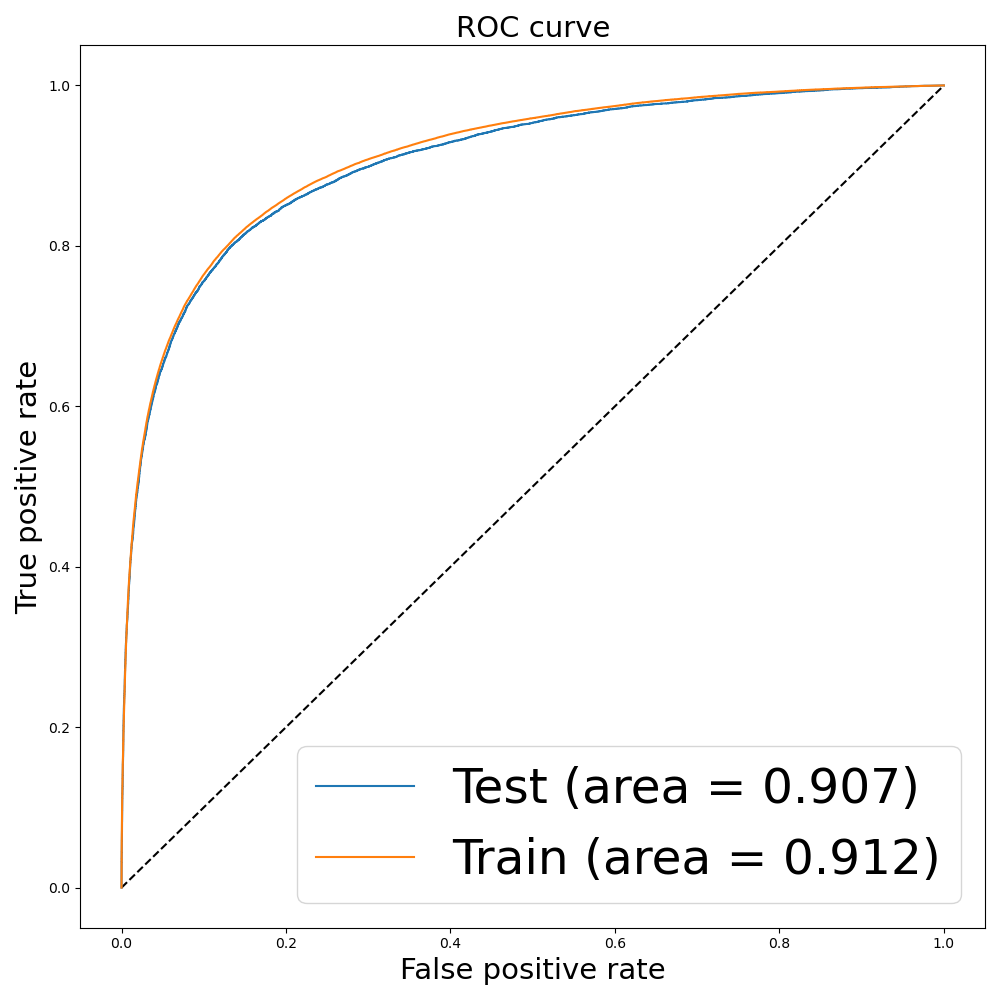 ROC curve
True positive rate
1.0
0.8
0.6
0.4
0.2
0.0
Test (area = 0.907)
Train (area = 0.912)
0.0 0.2 0.4 0.6 0.8 1.0
False positive rate